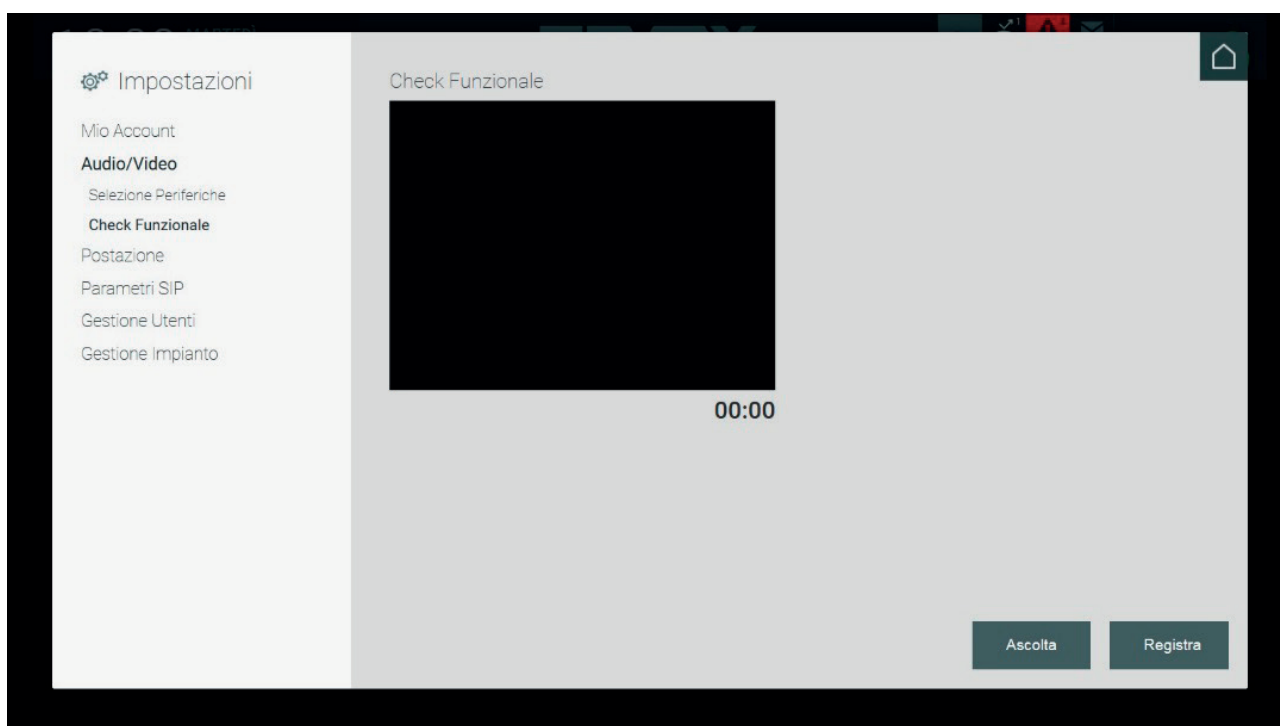 Impostazioni
Mio Account
Audio/Video
Selezione Periferiche
Check Funzionale
Postazione
Parametri SIP
Gestione Utenti
Gestione Impianto
Check Funzionale
00:00
Ascolta
Registra